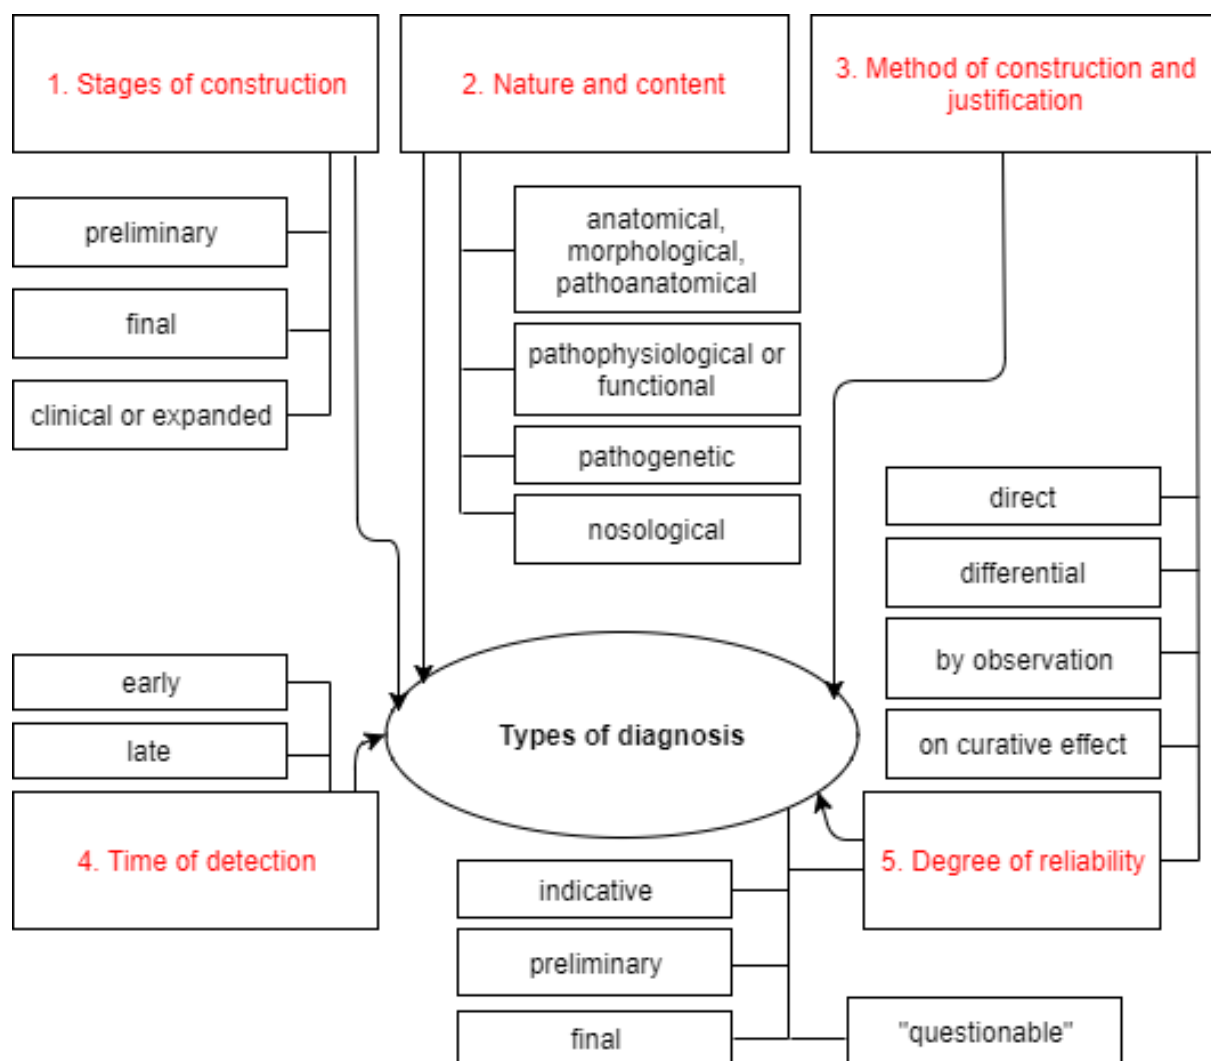 1. Stages of construction
preliminary
final
clinical or expanded
2. Nature and content
anatomical,
morphological,
pathoanatomical
pathophysiological or
functional
pathogenetic
nosological
3. Method of construction and
justification
direct
differential
by observation
on curative effect
Types of diagnosis
early
late
4. Time of detection
5. Degree of reliability
indicative
preliminary
final
"questionable"